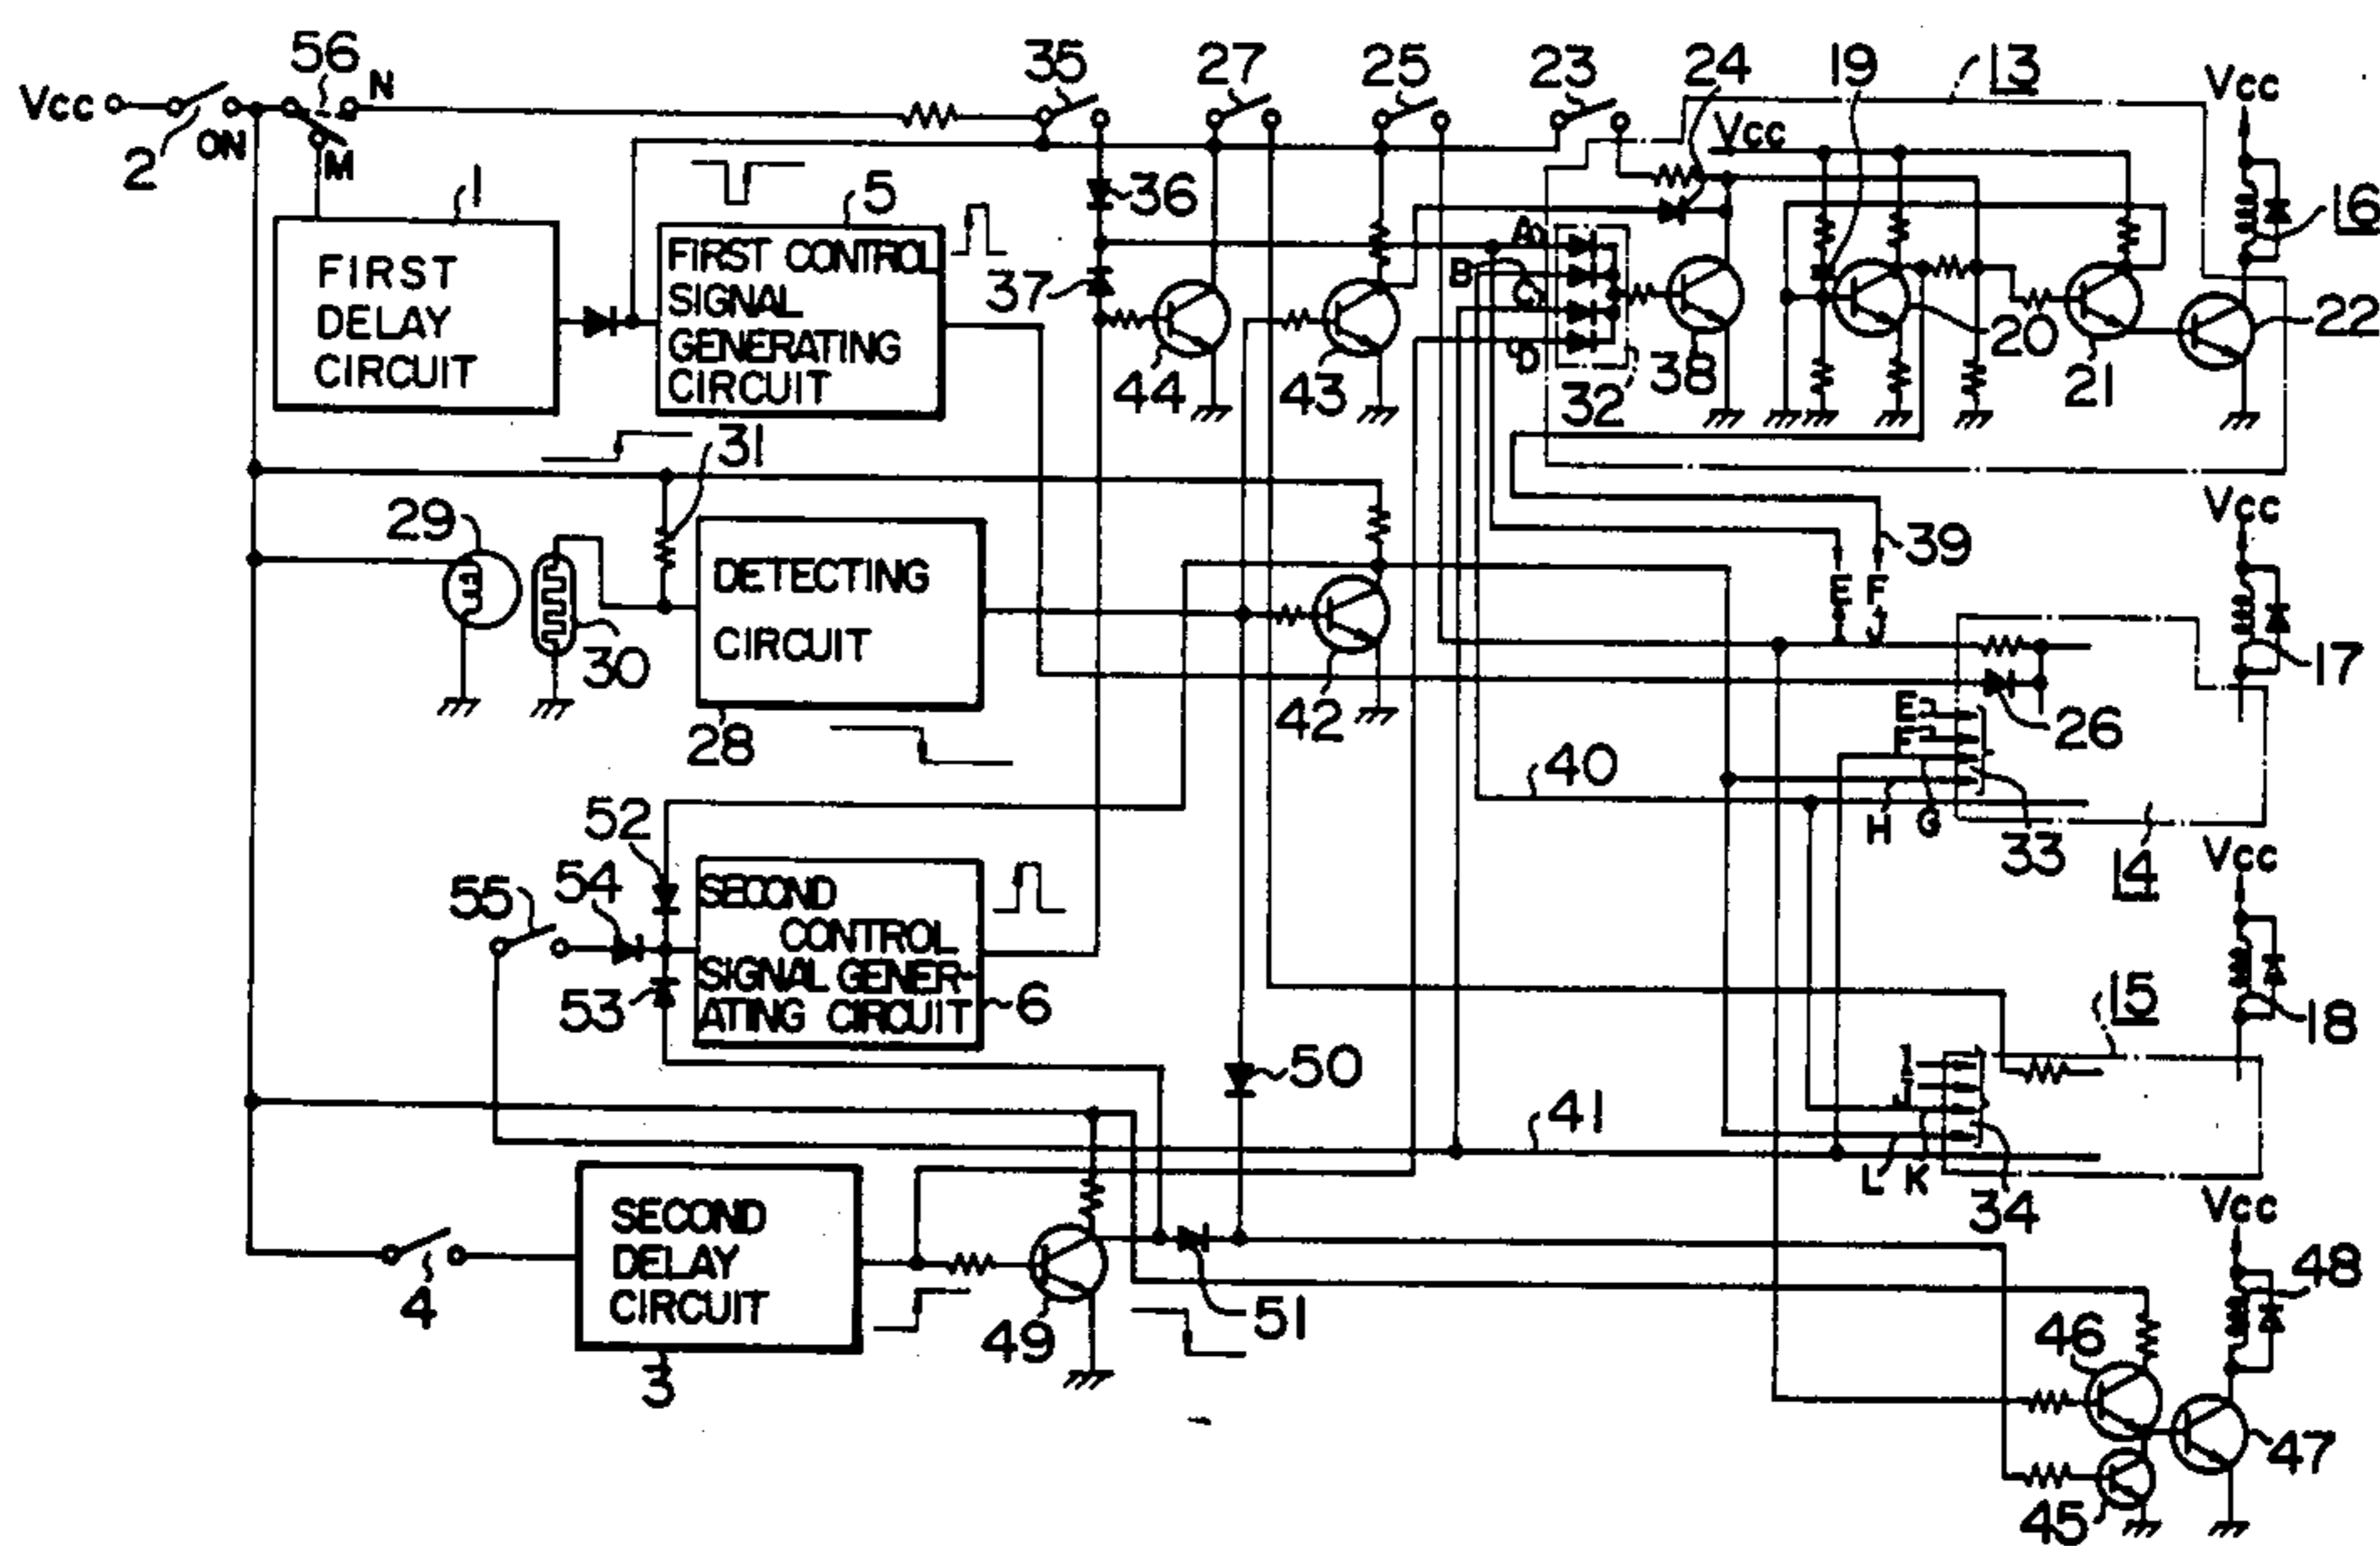 56 N
35 27 25 23 24 19 13
Vcc
Vcc
Vcc
2 ON M 1 5
36
16
FIRST
DELAY
CIRCUIT
FIRST CONTROL
SIGNAL
GENERATING
CIRCUIT
37
44 43
A
B
C
D
32 38 20 21 22
31
29
30
DETECTING
CIRCUIT
28
42
39
E F
Vcc
17
E
F
26
40
H G
33
14
52
54
55
53
SECOND
CONTROL
SIGNAL GENER-
ATING CIRCUIT
6
Vcc
18
15
50
I
J
41
L K
34
SECOND
DELAY
CIRCUIT
4
3
49
51
Vcc
48
46
47
45